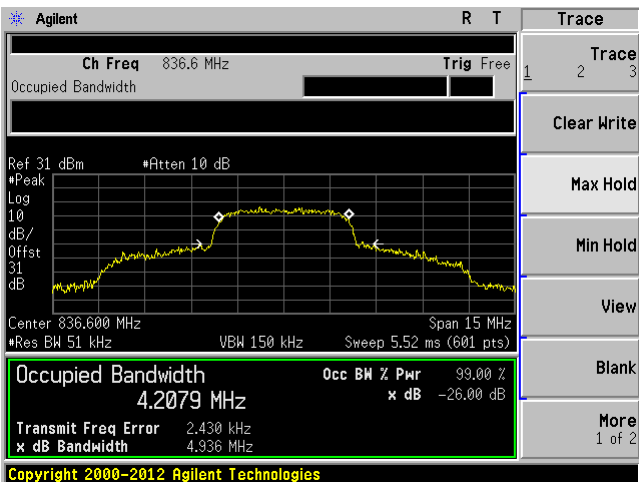 Agilent R T Trace
Ch Freq 836.6 MHz Trig Free
Occupied Bandwidth
Trace
1 2 3
Clear Write
Max Hold
Min Hold
View
Blank
More
1 of 2
Ref 31 dBm #Atten 10 dB
#Peak
Log
10
dB/
Offst
31
dB
Center 836.600 MHz Span 15 MHz
#Res BW 51 kHz VBW 150 kHz Sweep 5.52 ms (601 pts)
Occupied Bandwidth Occ BW % Pwr 99.00 %
4.2079 MHz x dB -26.00 dB
Transmit Freq Error 2.430 kHz
x dB Bandwidth 4.936 MHz
Copyright 2000-2012 Agilent Technologies